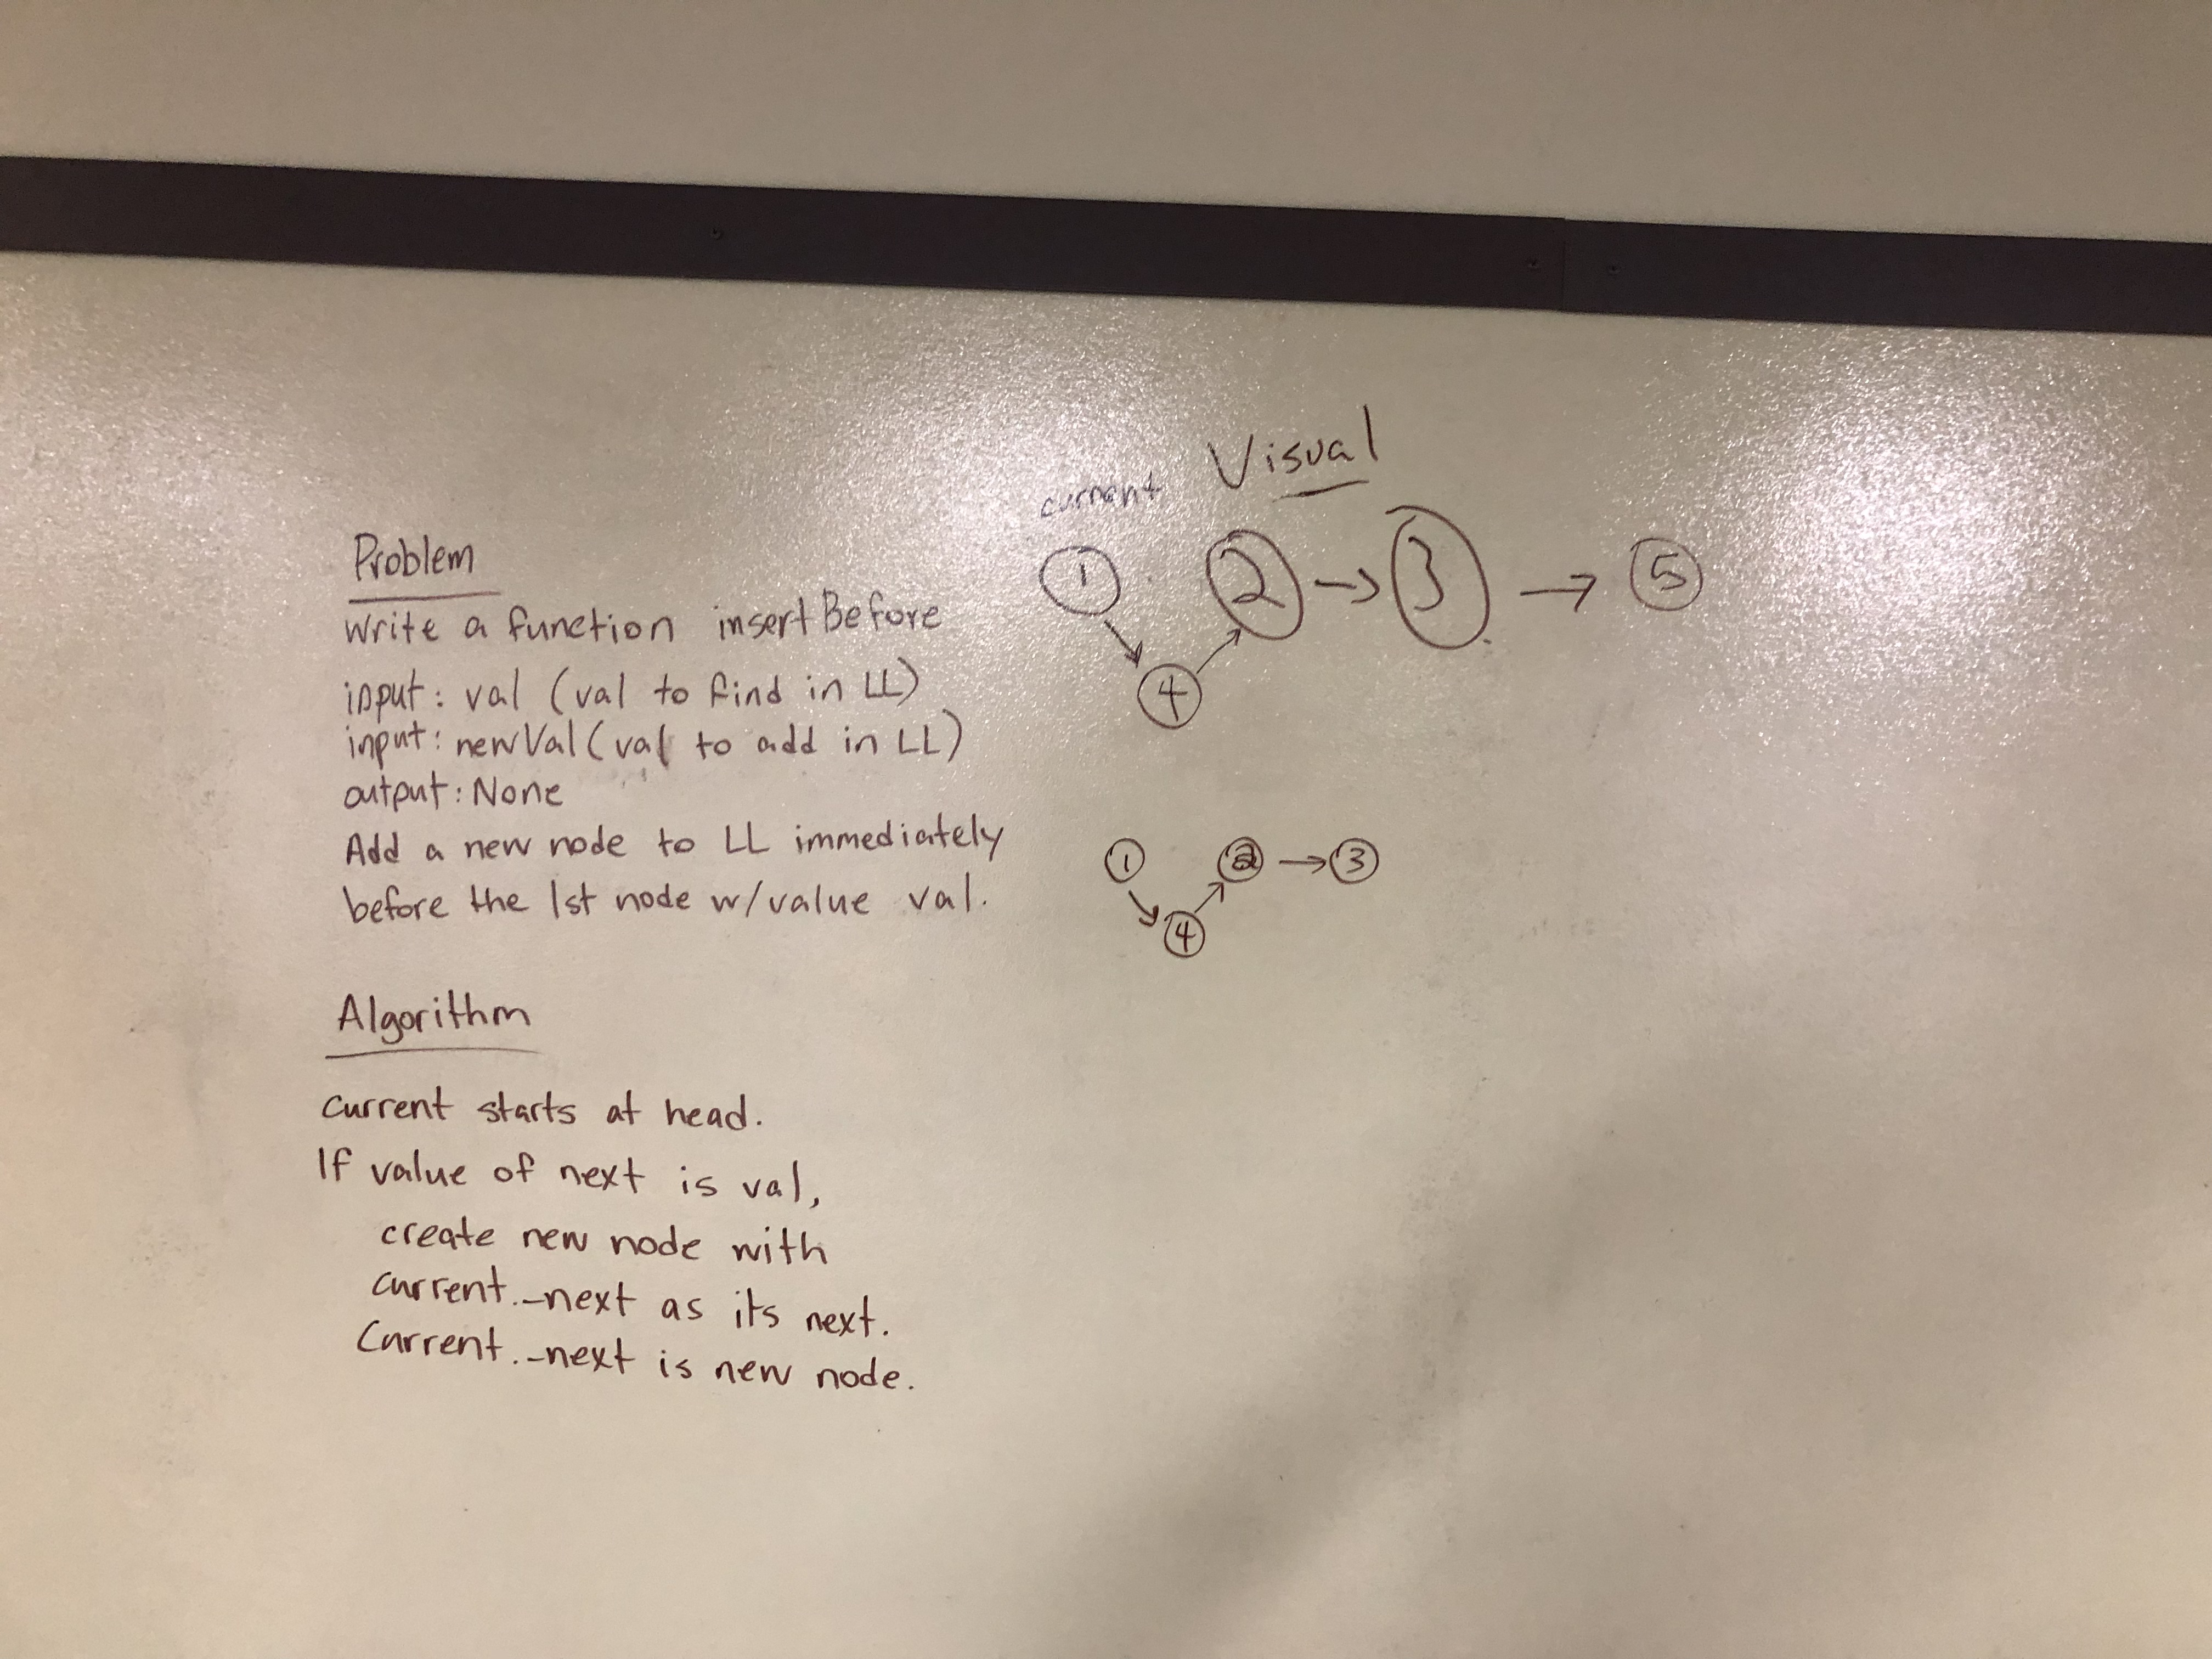 Problem
Write a function insertBefore
input: val (val to find in LL)
input: newVal (val to add in LL)
output: None
Add a new node to LL immediately
before the 1st node w/value val.
Algorithm
current starts at head.
If value of next is val,
create new node with
current._next as its next.
Current._next is new node.
Visual
current
1 2 → 3 → 5
4
1 2 → 3
4